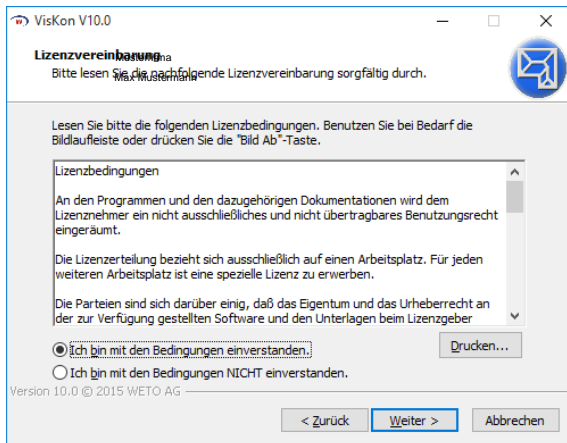 VisKon V10.0
Lizenzvereinbarung
Musterfirma
Bitte lesen Sie die nachfolgende Lizenzvereinbarung sorgfältig durch.
Max Mustermann
Lesen Sie bitte die folgenden Lizenzbedingungen. Benutzen Sie bei Bedarf die
Bildlaufleiste oder drücken Sie die "Bild Ab"-Taste.
Lizenzbedingungen
An den Programmen und den dazugehörigen Dokumentationen wird dem
Lizenznehmer ein nicht ausschließliches und nicht übertragbares Benutzungsrecht
eingeräumt.
Die Lizenzerteilung bezieht sich ausschließlich auf einen Arbeitsplatz. Für jeden
weiteren Arbeitsplatz ist eine spezielle Lizenz zu erwerben.
Die Parteien sind sich darüber einig, daß das Eigentum und das Urheberrecht an
der zur Verfügung gestellten Software und den Unterlagen beim Lizenzgeber
Ich bin mit den Bedingungen einverstanden.
Drucken...
Ich bin mit den Bedingungen NICHT einverstanden.
Version 10.0 © 2015 WETO AG
< Zurück
Weiter >
Abbrechen